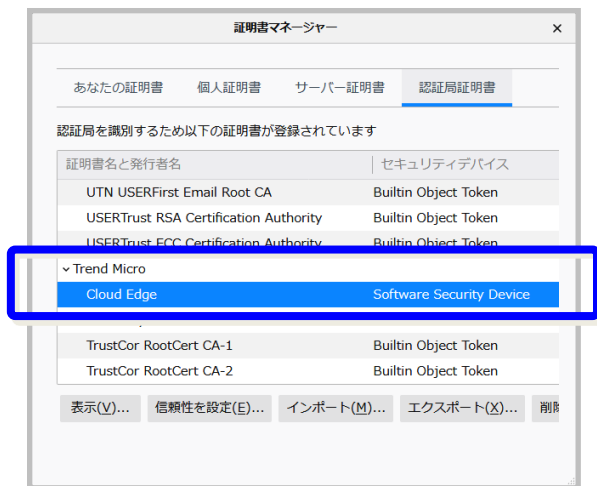 証明書マネージャー ×
あなたの証明書 個人証明書 サーバー証明書 認証局証明書
認証局を識別するため以下の証明書が登録されています
証明書名と発行者名 セキュリティデバイス
UTN USERFirst Email Root CA Builtin Object Token
USERTrust RSA Certification Authority Builtin Object Token
USERTrust ECC Certification Authority Builtin Object Token
Trend Micro
Cloud Edge Software Security Device
TrustCor RootCert CA-1 Builtin Object Token
TrustCor RootCert CA-2 Builtin Object Token
表示(V)... 信頼性を設定(E)... インポート(M)... エクスポート(X)... 削除